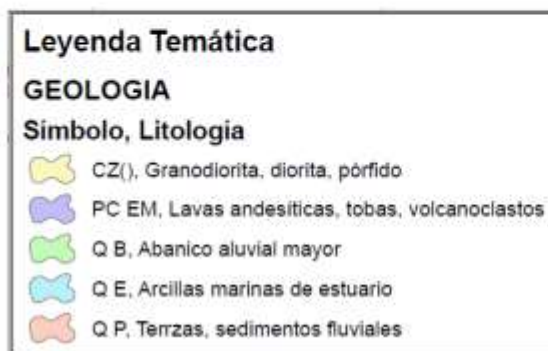 Leyenda Temática
GEOLOGIA
Símbolo, Litologia
CZ(), Granodiorita, diorita, pórfido
PC EM, Lavas andesíticas, tobas, volcanoclastos
Q B, Abanico aluvial mayor
Q E, Arcillas marinas de estuario
Q P, Terrzas, sedimentos fluviales